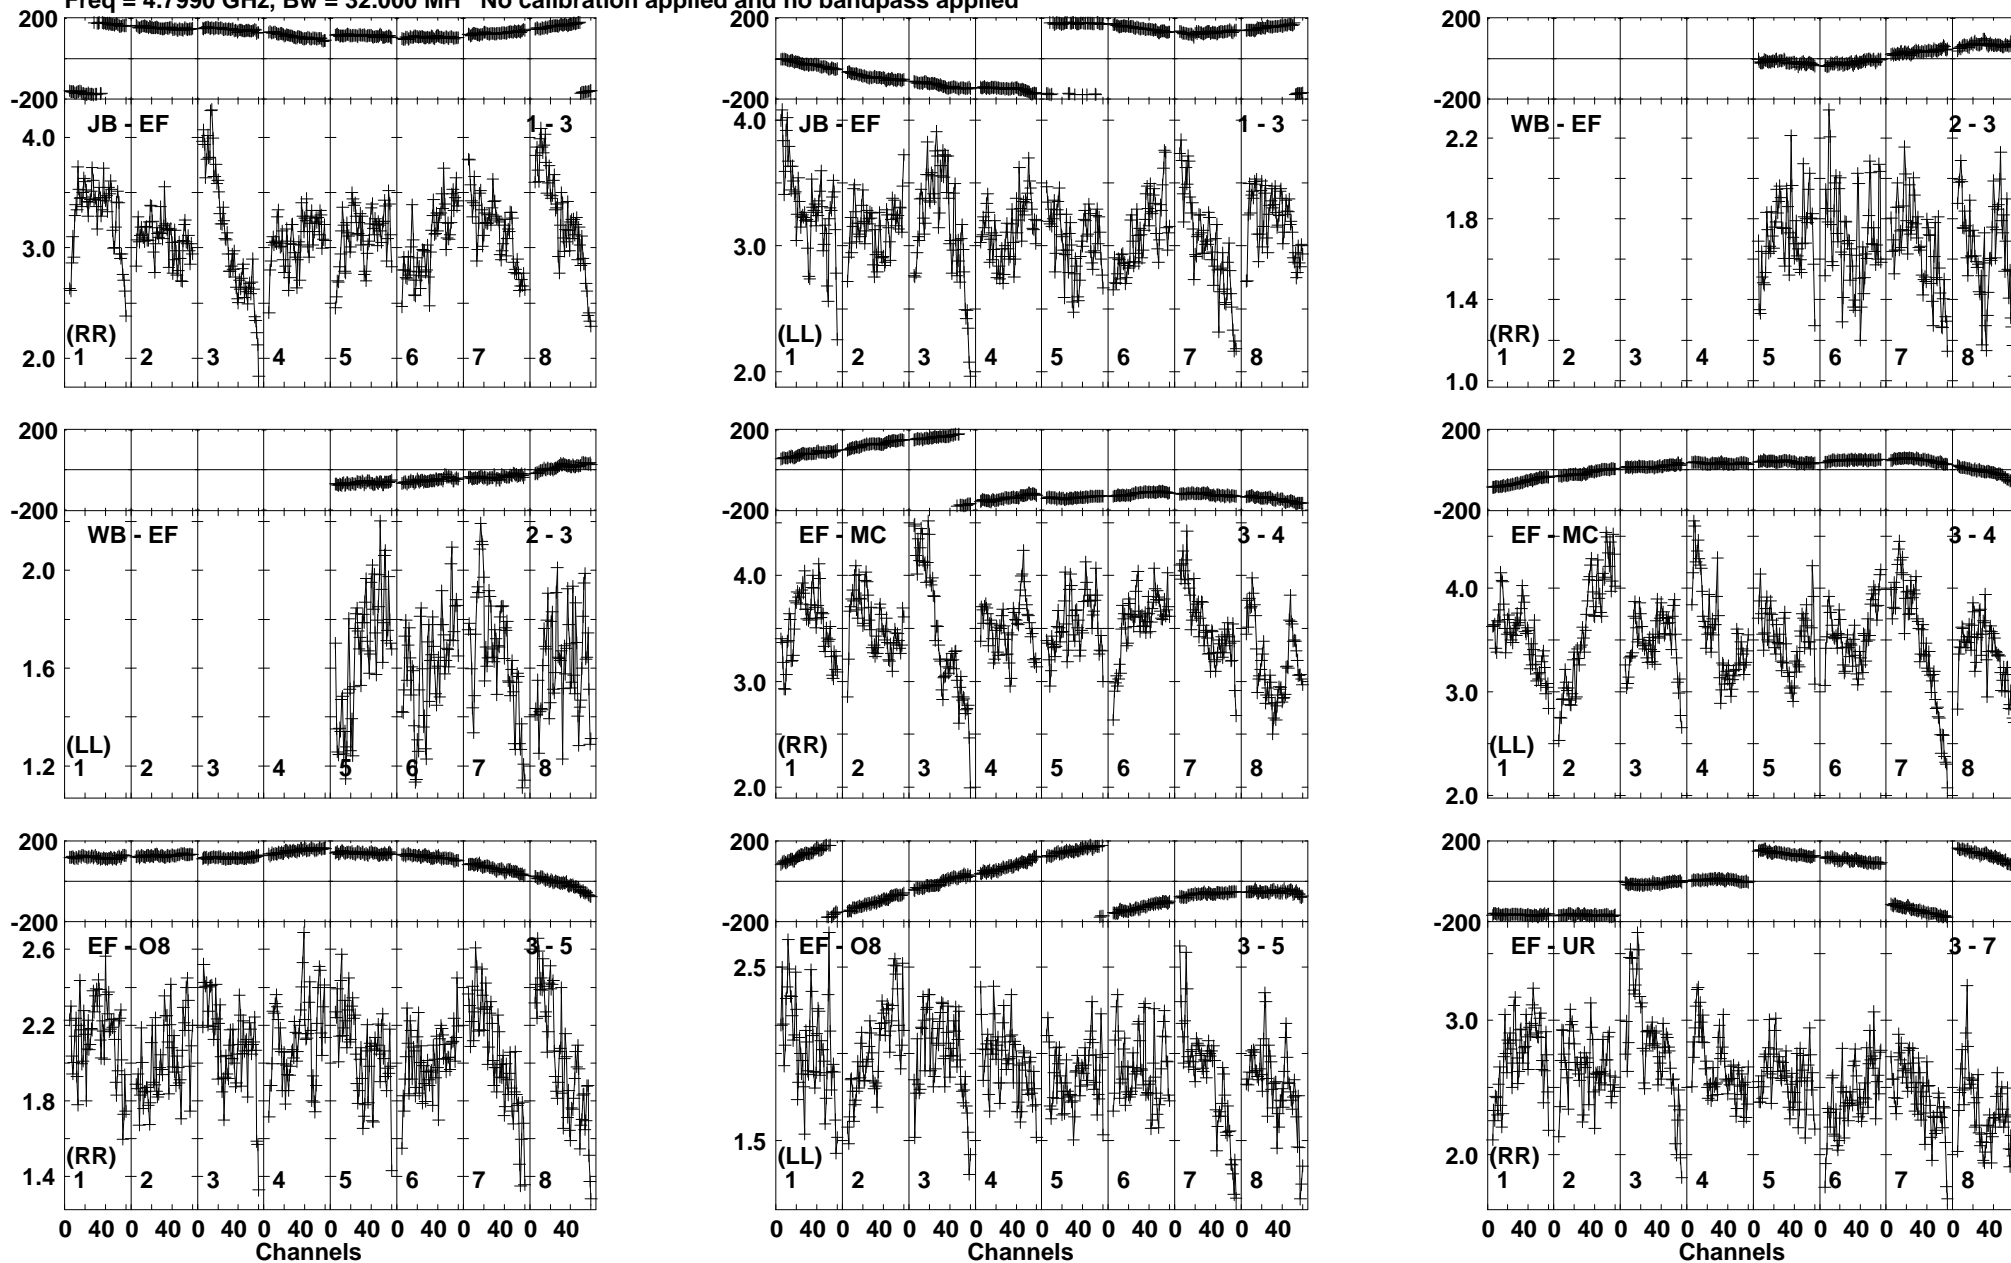 Freq = 4.7990 GHz, Bw = 32.000 MH   No calibration applied and no bandpass applied
200
-200
JB - EF
1 - 3
4.0
3.0
2.0
(RR)
1 2 3 4 5 6 7 8
200
-200
JB - EF
1 - 3
4.0
3.0
2.0
(LL)
1 2 3 4 5 6 7 8
200
-200
WB - EF
2 - 3
2.2
1.8
1.4
1.0
(RR)
1 2 3 4 5 6 7 8
200
-200
WB - EF
2 - 3
2.0
1.6
1.2
(LL)
1 2 3 4 5 6 7 8
200
-200
EF - MC
3 - 4
4.0
3.0
2.0
(RR)
1 2 3 4 5 6 7 8
200
-200
EF - MC
3 - 4
4.0
3.0
2.0
(LL)
1 2 3 4 5 6 7 8
200
-200
EF - O8
3 - 5
2.6
2.2
1.8
1.4
(RR)
1 2 3 4 5 6 7 8
0 40 0 40 0 40 0 40 0 40 0 40 0 40 0 40
Channels
200
-200
EF - O8
3 - 5
2.5
1.5
(LL)
1 2 3 4 5 6 7 8
0 40 0 40 0 40 0 40 0 40 0 40 0 40 0 40
Channels
200
-200
EF - UR
3 - 7
3.0
2.0
(RR)
1 2 3 4 5 6 7 8
0 40 0 40 0 40 0 40 0 40 0 40 0 40 0 40
Channels